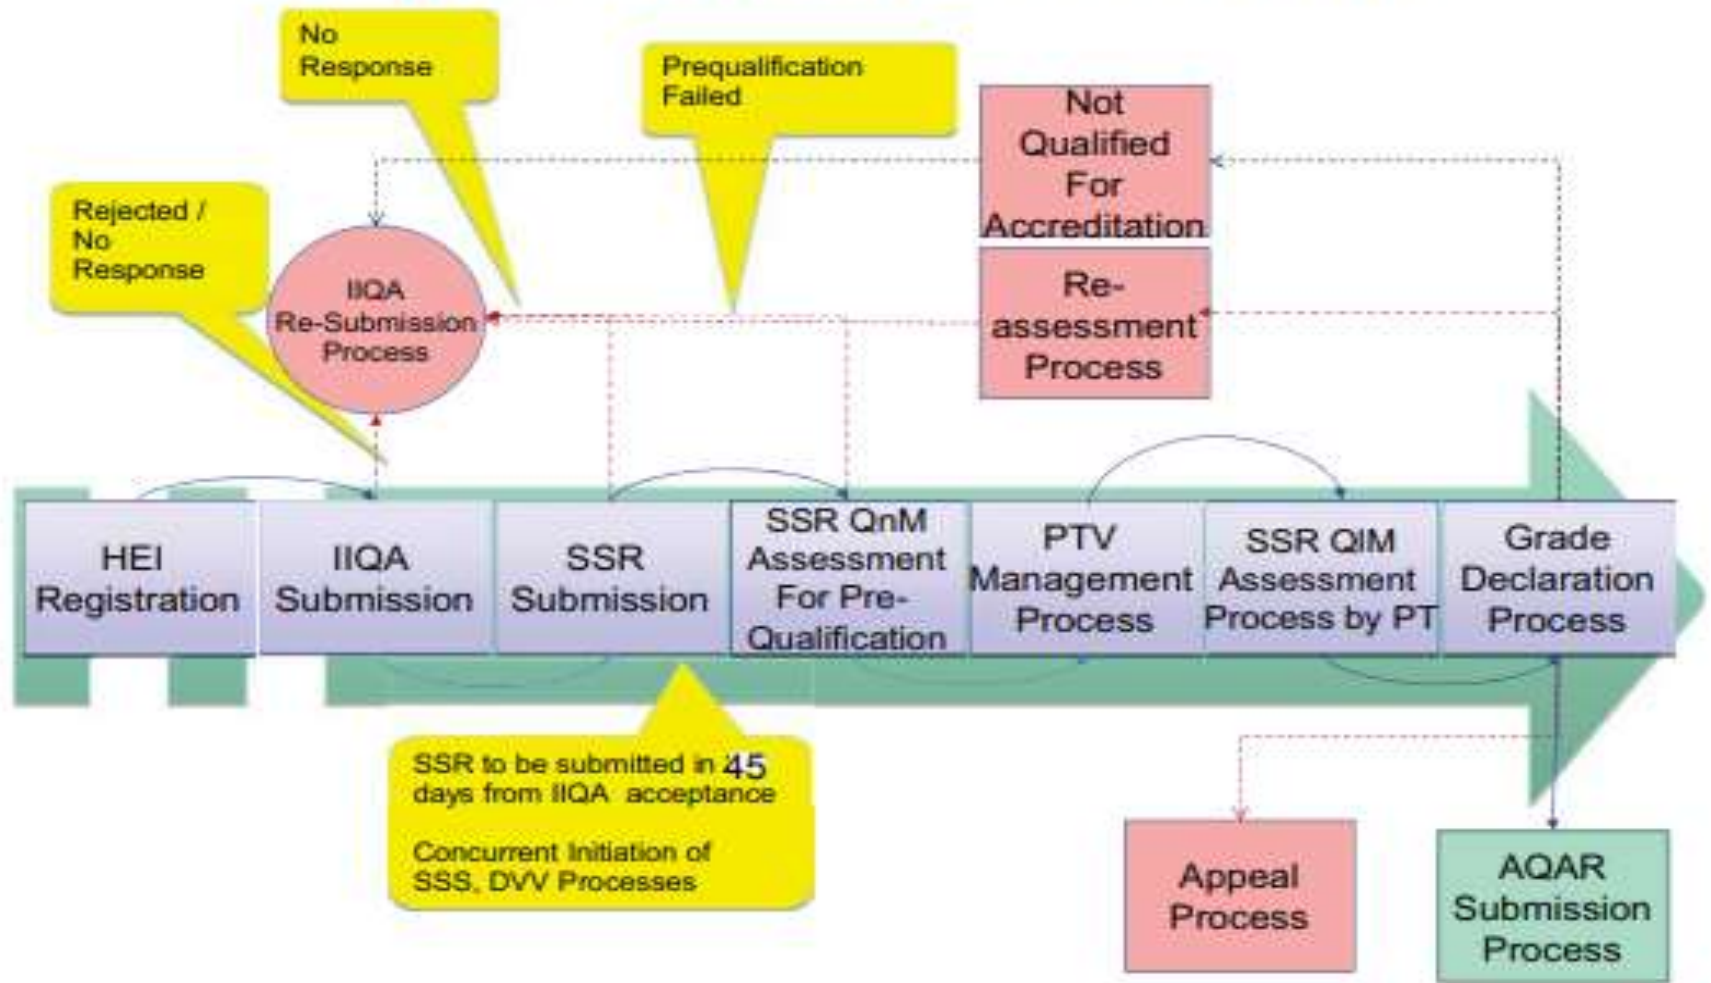 No
Response
Prequalification
Failed
Not
Qualified
For
Accreditation
Rejected /
No
Response
IIQA
Re-Submission
Process
Re-
assessment
Process
HEI
Registration
IIQA
Submission
SSR
Submission
SSR QnM
Assessment
For Pre-
Qualification
PTV
Management
Process
SSR QlM
Assessment
Process by PT
Grade
Declaration
Process
SSR to be submitted in 45
days from IIQA acceptance
Concurrent Initiation of
SSS, DVV Processes
Appeal
Process
AQAR
Submission
Process